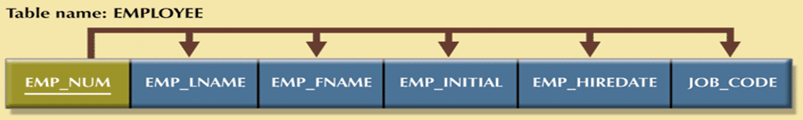 Table name: EMPLOYEE
EMP_NUM EMP_LNAME EMP_FNAME EMP_INITIAL EMP_HIREDATE JOB_CODE